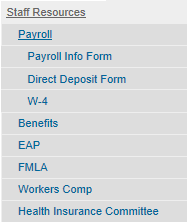 Staff Resources
Payroll
Payroll Info Form
Direct Deposit Form
W-4
Benefits
EAP
FMLA
Workers Comp
Health Insurance Committee